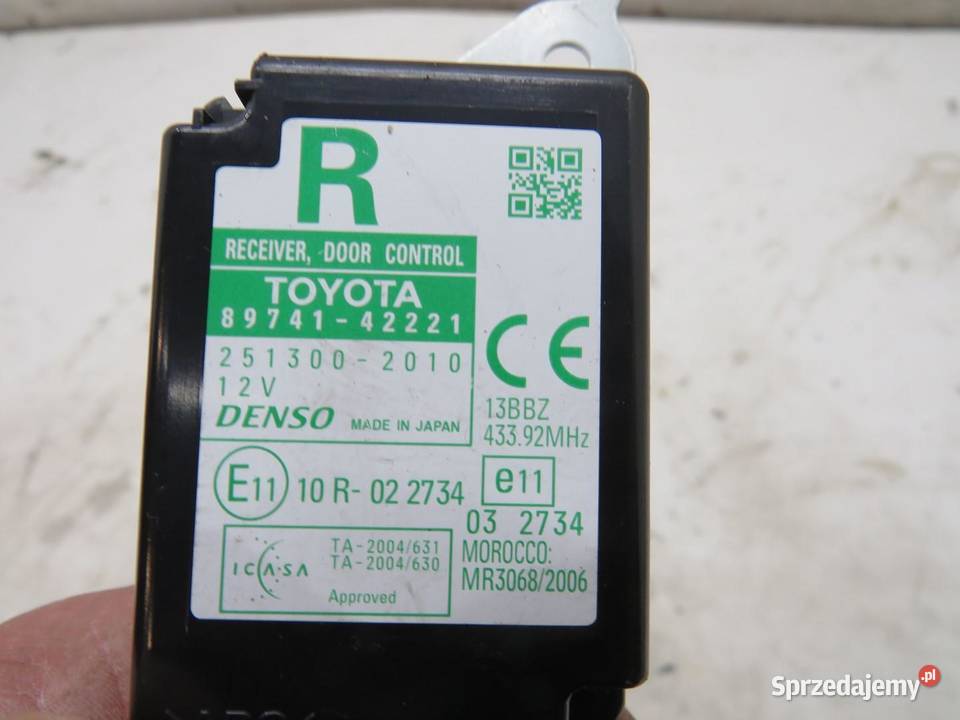 R
RECEIVER, DOOR CONTROL
TOYOTA
89741-42221
251300-2010
12V
DENSO MADE IN JAPAN
CE
13BBZ
433.92MHz
E11 10 R- 02 2734
e11
03 2734
ICASA
TA-2004/631
TA-2004/630
Approved
MOROCCO:
MR3068/2006
Sprzedajemy.pl